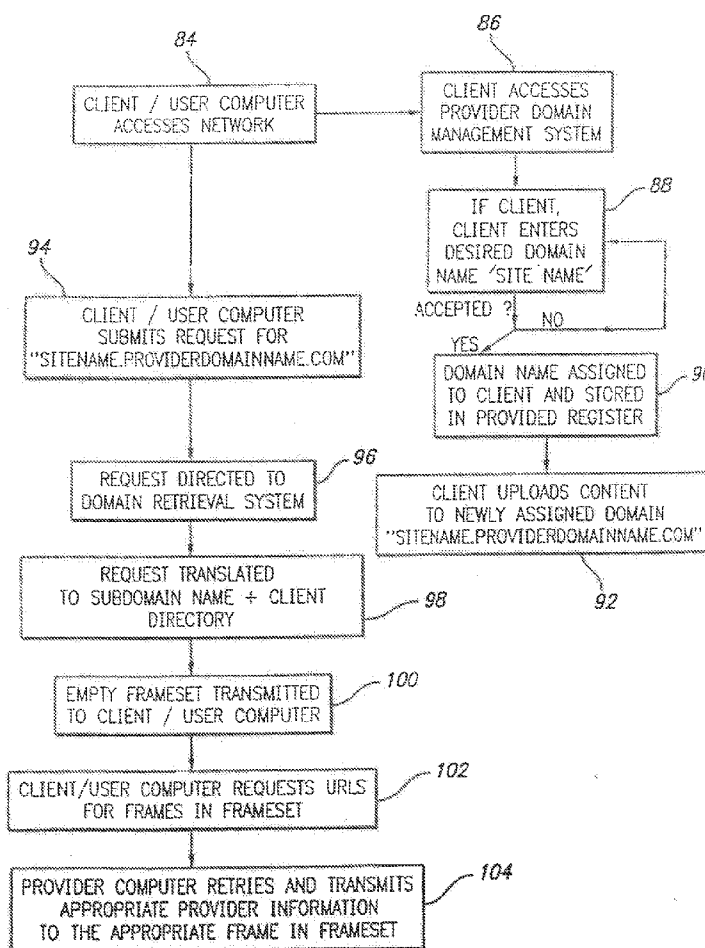 84
CLIENT / USER COMPUTER
ACCESSES NETWORK
86
CLIENT ACCESSES
PROVIDER DOMAIN
MANAGEMENT SYSTEM
88
IF CLIENT,
CLIENT ENTERS
DESIRED DOMAIN
NAME 'SITE NAME'
ACCEPTED ?
NO
YES
DOMAIN NAME ASSIGNED
TO CLIENT AND STORED
IN PROVIDED REGISTER
CLIENT UPLOADS CONTENT
TO NEWLY ASSIGNED DOMAIN
"SITENAME.PROVIDERDOMAINNAME.COM"
92
94
CLIENT / USER COMPUTER
SUBMITS REQUEST FOR
"SITENAME.PROVIDERDOMAINNAME.COM"
96
REQUEST DIRECTED TO
DOMAIN RETRIEVAL SYSTEM
REQUEST TRANSLATED
TO SUBDOMAIN NAME + CLIENT
DIRECTORY
98
100
EMPTY FRAMESET TRANSMITTED
TO CLIENT / USER COMPUTER
102
CLIENT/USER COMPUTER REQUESTS URLS
FOR FRAMES IN FRAMESET
104
PROVIDER COMPUTER RETRIES AND TRANSMITS
APPROPRIATE PROVIDER INFORMATION
TO THE APPROPRIATE FRAME IN FRAMESET